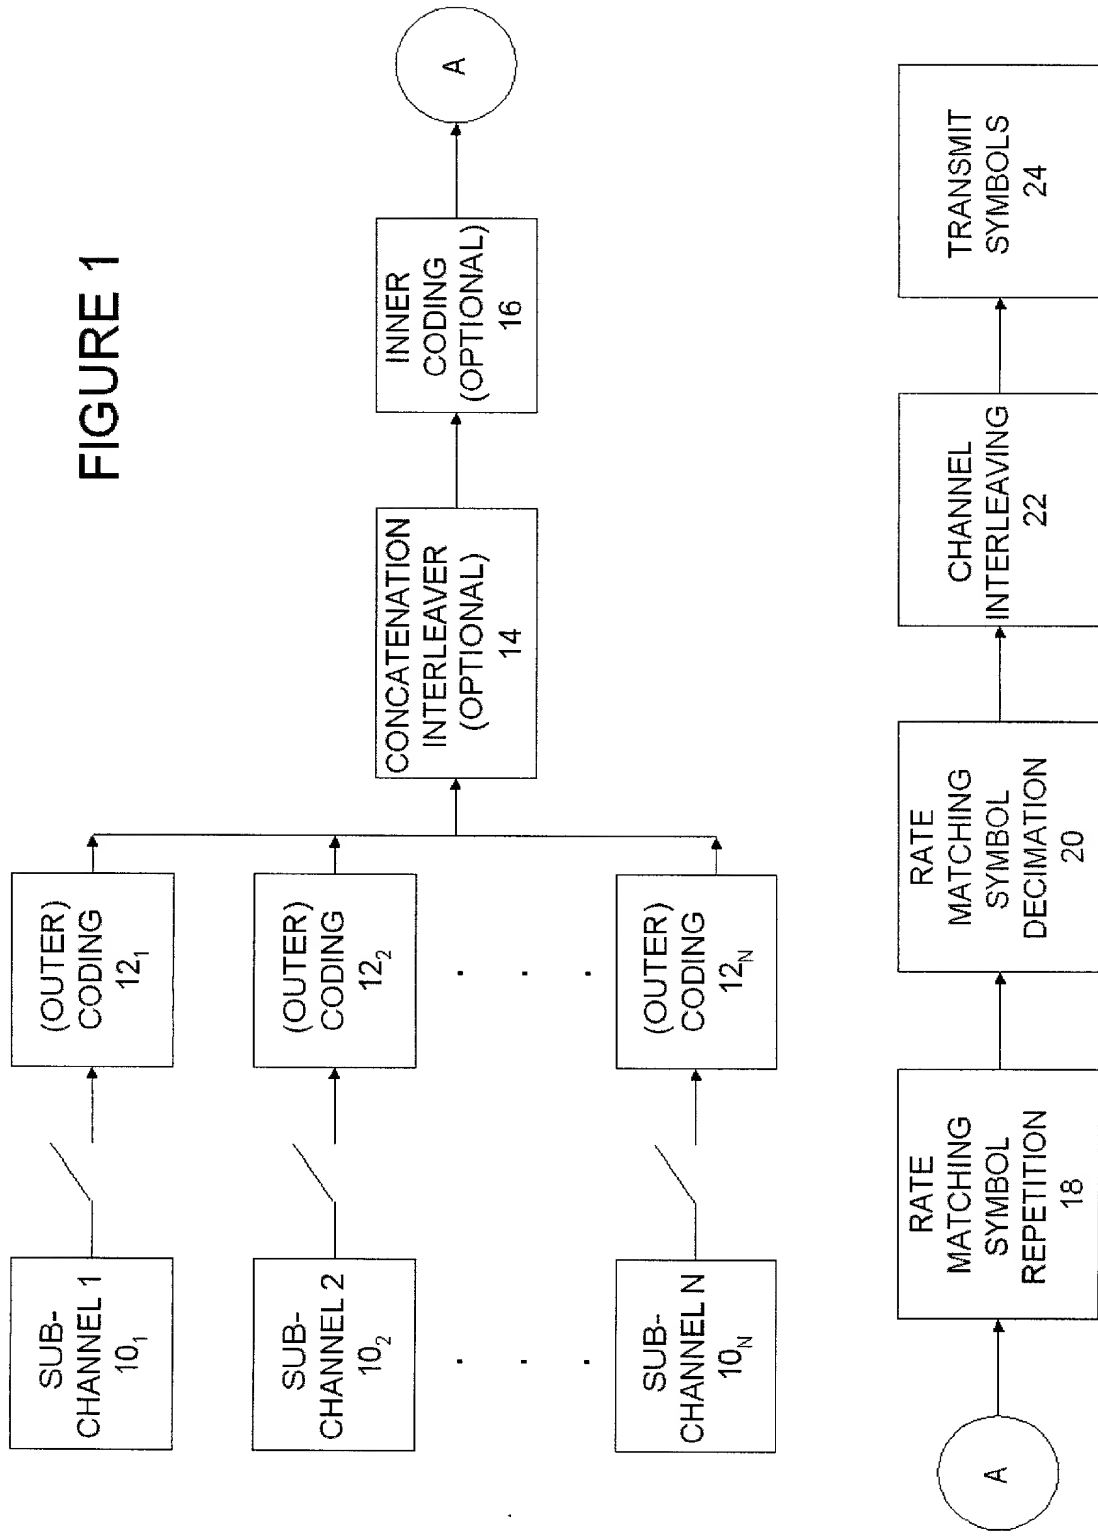 FIGURE 1
SUB-
CHANNEL 1
10₁
(OUTER)
CODING
12₁
SUB-
CHANNEL 2
10₂
(OUTER)
CODING
12₂
. . .
. . .
SUB-
CHANNEL N
10_N
(OUTER)
CODING
12_N
CONCATENATION
INTERLEAVER
(OPTIONAL)
14
INNER
CODING
(OPTIONAL)
16
A
A
RATE
MATCHING
SYMBOL
REPETITION
18
RATE
MATCHING
SYMBOL
DECIMATION
20
CHANNEL
INTERLEAVING
22
TRANSMIT
SYMBOLS
24